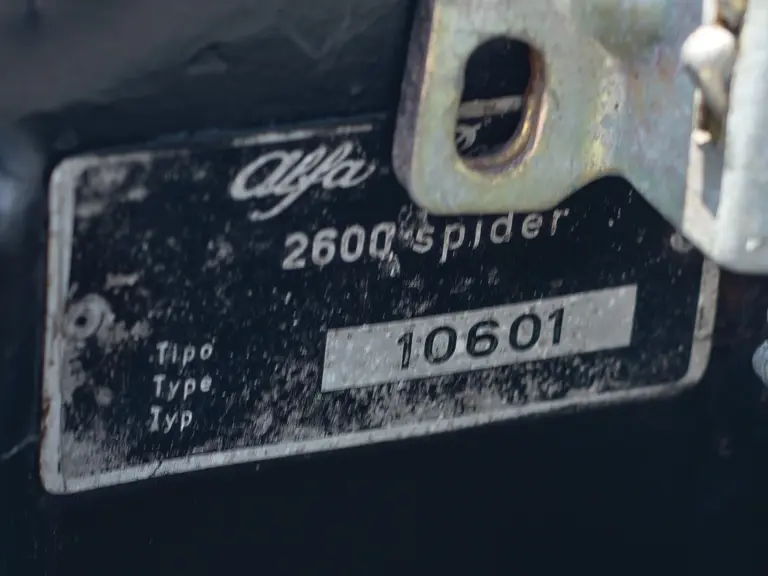 Alfa
2600 spider
Tipo
Type
Typ
10601